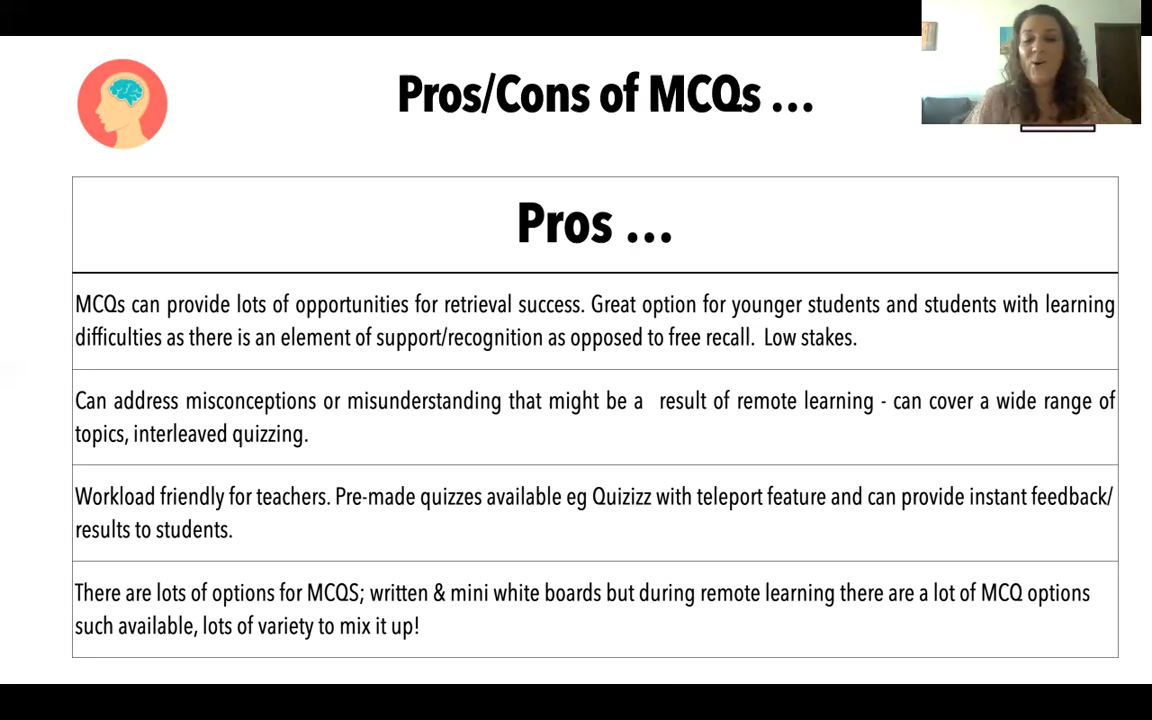 Pros/Cons of MCQs ...
Pros ...
MCQs can provide lots of opportunities for retrieval success. Great option for younger students and students with learning
difficulties as there is an element of support/recognition as opposed to free recall.  Low stakes.
Can address misconceptions or misunderstanding that might be a  result of remote learning - can cover a wide range of
topics, interleaved quizzing.
Workload friendly for teachers. Pre-made quizzes available eg Quizizz with teleport feature and can provide instant feedback/
results to students.
There are lots of options for MCQS; written & mini white boards but during remote learning there are a lot of MCQ options
such available, lots of variety to mix it up!